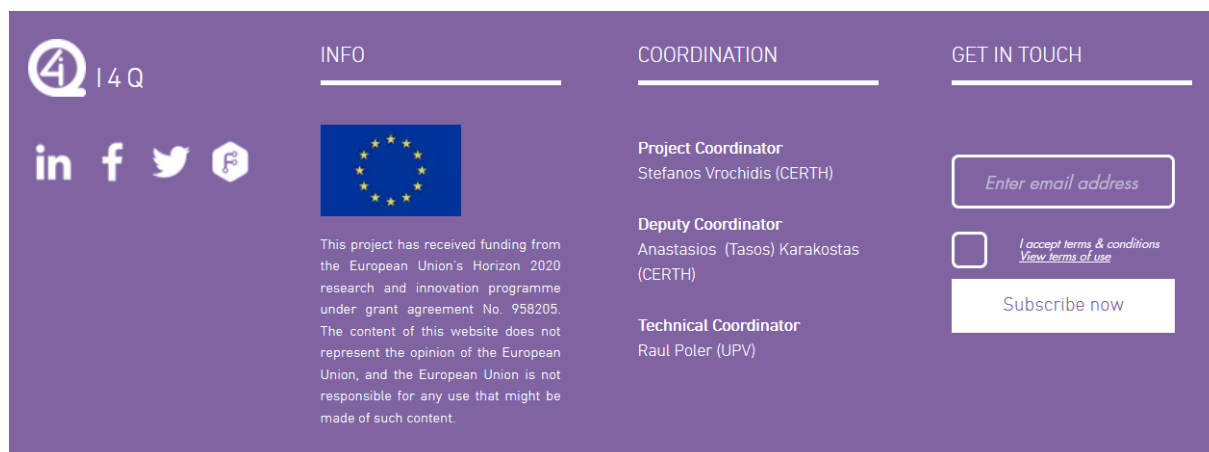 I4Q
INFO
This project has received funding from
the European Union's Horizon 2020
research and innovation programme
under grant agreement No. 958205.
The content of this website does not
represent the opinion of the European
Union, and the European Union is not
responsible for any use that might be
made of such content.
COORDINATION
Project Coordinator
Stefanos Vrochidis (CERTH)
Deputy Coordinator
Anastasios (Tasos) Karakostas
(CERTH)
Technical Coordinator
Raul Poler (UPV)
GET IN TOUCH
Enter email address
I accept terms & conditions
View terms of use
Subscribe now